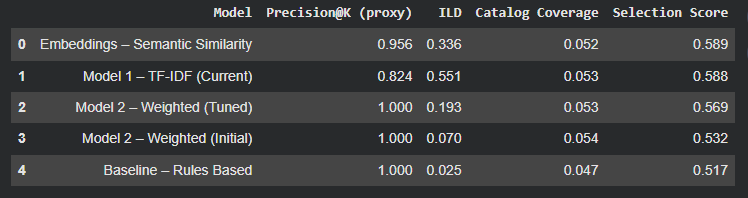 Model Precision@K (proxy) ILD Catalog Coverage Selection Score
0 Embeddings – Semantic Similarity 0.956 0.336 0.052 0.589
1 Model 1 – TF-IDF (Current) 0.824 0.551 0.053 0.588
2 Model 2 – Weighted (Tuned) 1.000 0.193 0.053 0.569
3 Model 2 – Weighted (Initial) 1.000 0.070 0.054 0.532
4 Baseline – Rules Based 1.000 0.025 0.047 0.517